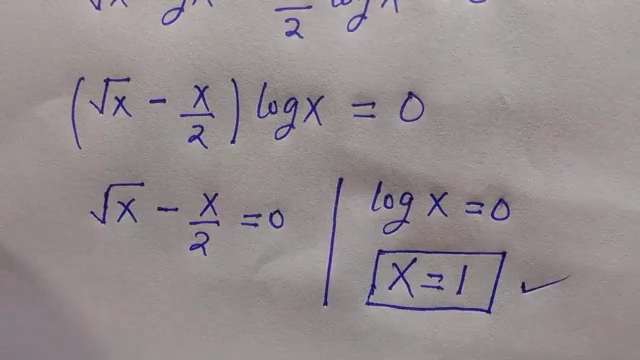 (√x - x/2) log x = 0
√x - x/2 = 0
log x = 0
x = 1 ✓